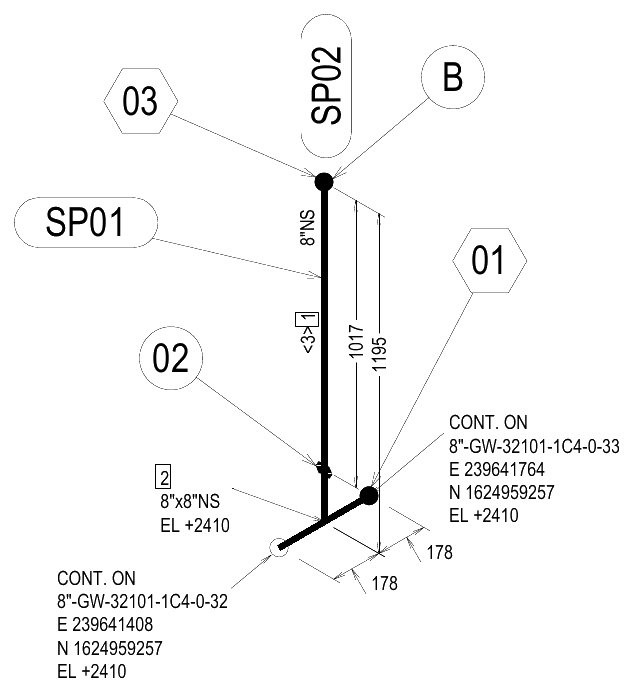 SP02
03
B
SP01
8"NS
01
<3> 1
1017
1195
02
CONT. ON
8"-GW-32101-1C4-0-33
E 239641764
N 1624959257
EL +2410
2
8"x8"NS
EL +2410
178
178
CONT. ON
8"-GW-32101-1C4-0-32
E 239641408
N 1624959257
EL +2410